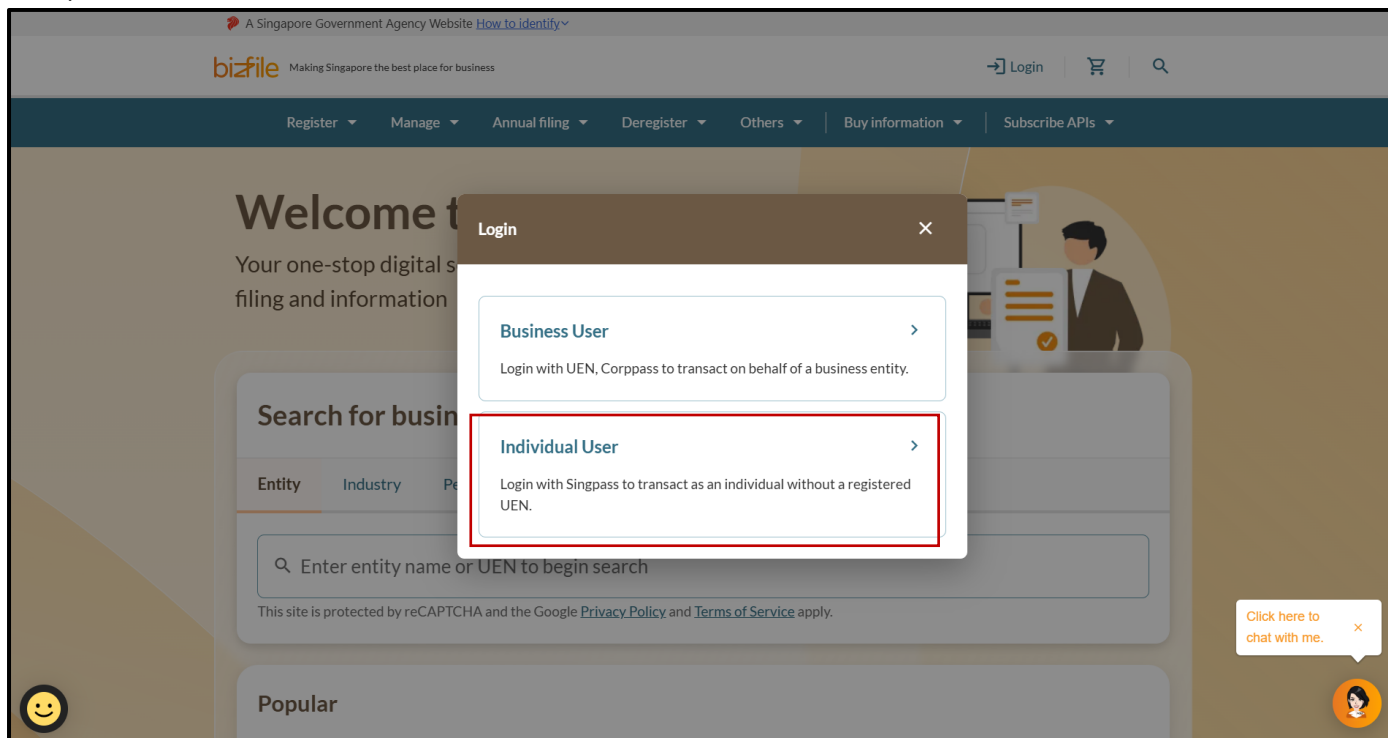 A Singapore Government Agency Website How to identify
bizfile Making Singapore the best place for business
Login
Register Manage Annual filing Deregister Others Buy information Subscribe APIs
Welcome t
Your one-stop digital s
filing and information
Login
Business User
Login with UEN, Corppass to transact on behalf of a business entity.
Individual User
Login with Singpass to transact as an individual without a registered
UEN.
Search for busin
Entity Industry Pe
Enter entity name or UEN to begin search
This site is protected by reCAPTCHA and the Google Privacy Policy and Terms of Service apply.
Click here to
chat with me.
Popular